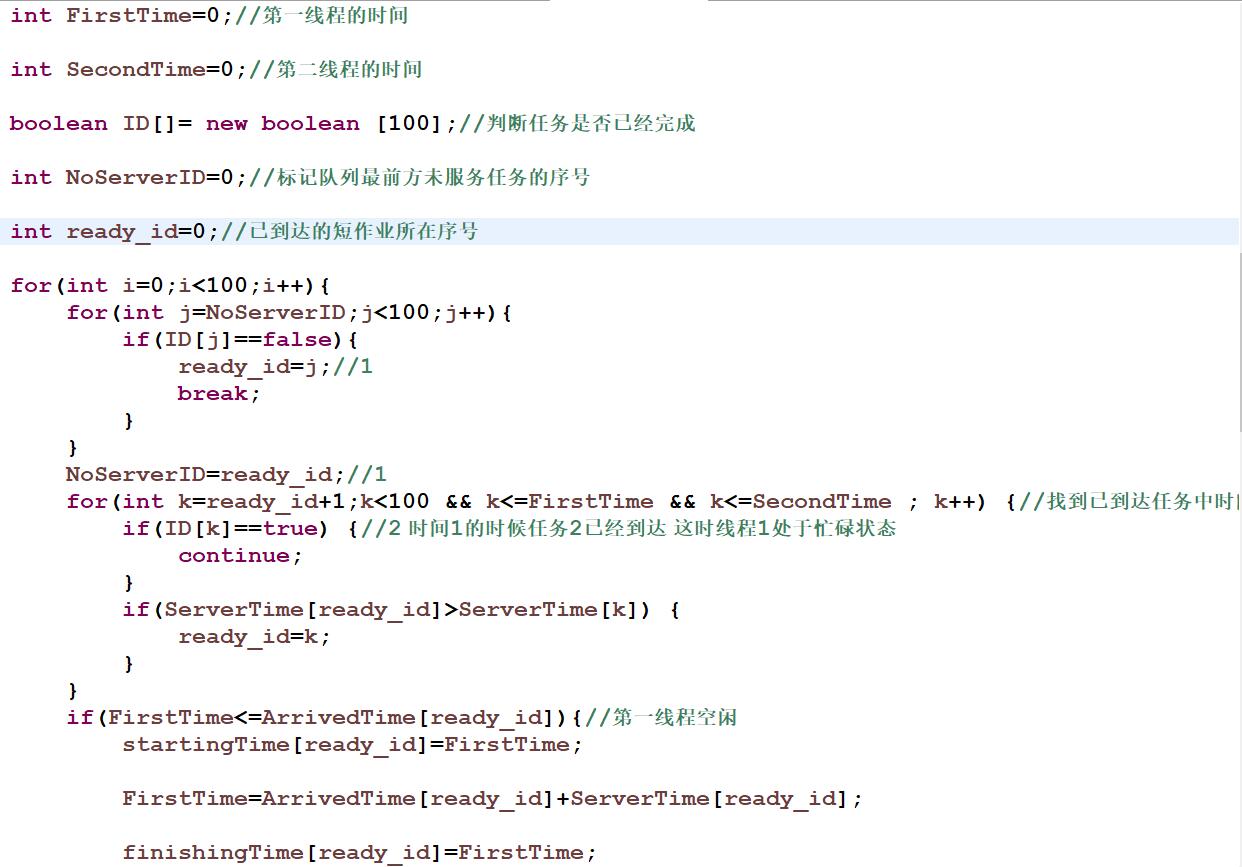 int FirstTime=0;//第一线程的时间
int SecondTime=0;//第二线程的时间
boolean ID[]= new boolean [100];//判断任务是否已经完成
int NoServerID=0;//标记队列最前方未服务任务的序号
int ready_id=0;//已到达的短作业所在序号
for(int i=0;i<100;i++){
for(int j=NoServerID;j<100;j++){
if(ID[j]==false){
ready_id=j;//1
break;
}
}
NoServerID=ready_id;//1
for(int k=ready_id+1;k<100 && k<=FirstTime && k<=SecondTime ; k++) {//找到已到达任务中时
if(ID[k]==true) {//2 时间1的时候任务2已经到达 这时线程1处于忙碌状态
continue;
}
if(ServerTime[ready_id]>ServerTime[k]) {
ready_id=k;
}
}
if(FirstTime<=ArrivedTime[ready_id]){//第一线程空闲
startingTime[ready_id]=FirstTime;
FirstTime=ArrivedTime[ready_id]+ServerTime[ready_id];
finishingTime[ready_id]=FirstTime;